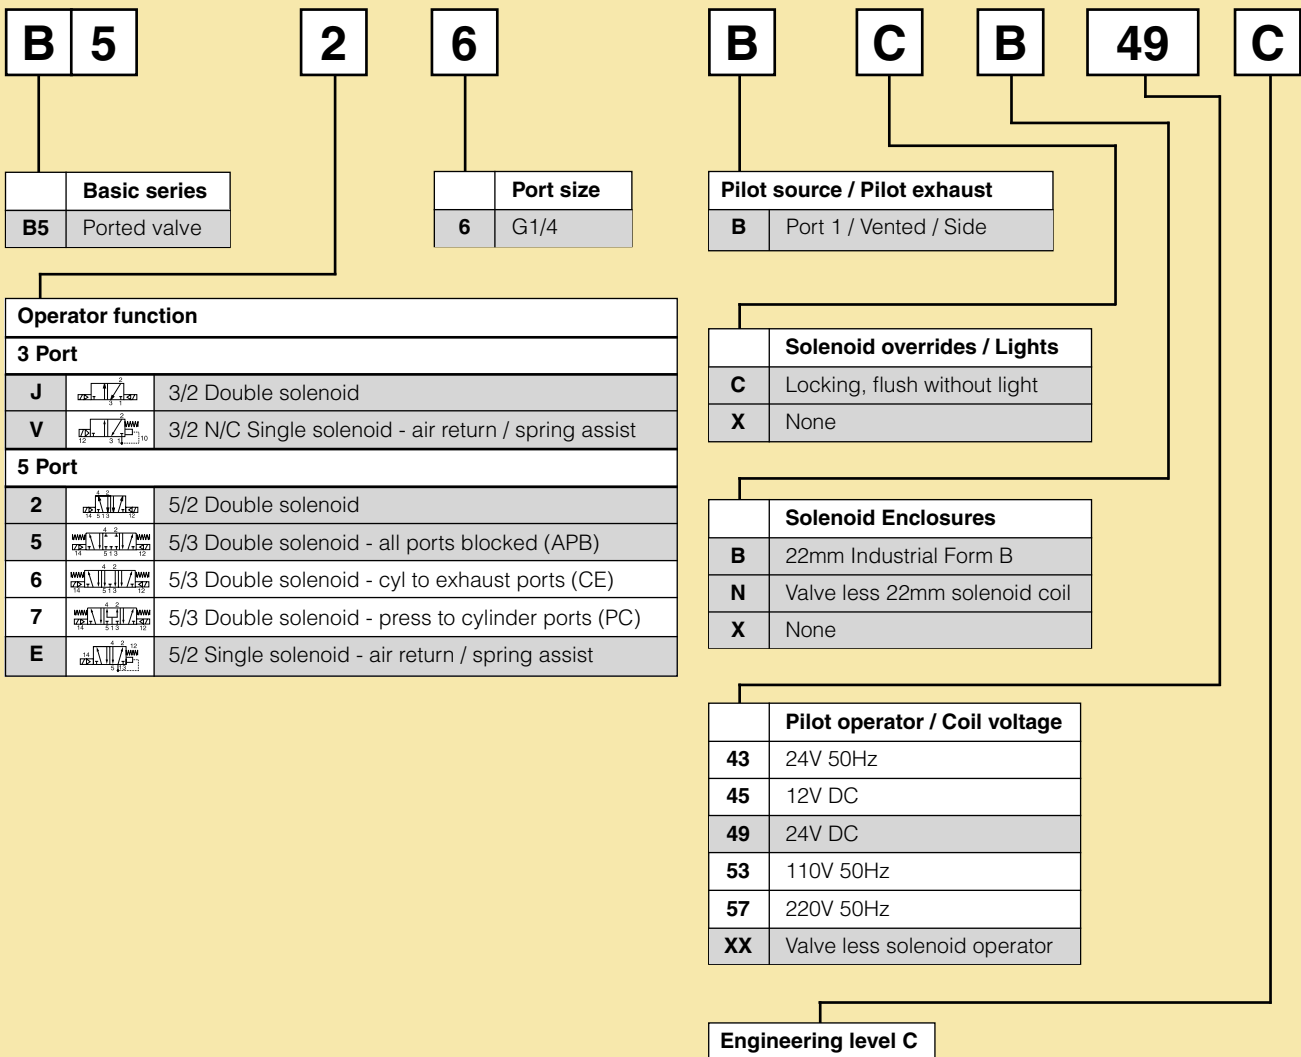 B 5 2 6 B C B 49 C
Basic series
B5 Ported valve
Port size
6 G1/4
Pilot source / Pilot exhaust
B Port 1 / Vented / Side
Operator function
3 Port
J 3/2 Double solenoid
V 3/2 N/C Single solenoid - air return / spring assist
5 Port
2 5/2 Double solenoid
5 5/3 Double solenoid - all ports blocked (APB)
6 5/3 Double solenoid - cyl to exhaust ports (CE)
7 5/3 Double solenoid - press to cylinder ports (PC)
E 5/2 Single solenoid - air return / spring assist
Solenoid overrides / Lights
C Locking, flush without light
X None
Solenoid Enclosures
B 22mm Industrial Form B
N Valve less 22mm solenoid coil
X None
Pilot operator / Coil voltage
43 24V 50Hz
45 12V DC
49 24V DC
53 110V 50Hz
57 220V 50Hz
XX Valve less solenoid operator
Engineering level C